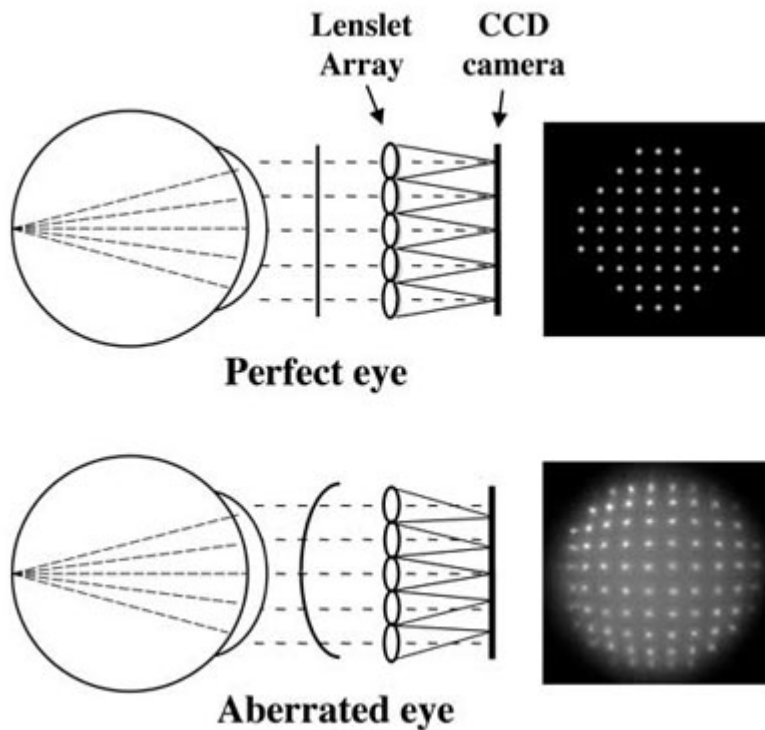 Lenslet
Array
CCD
camera
Perfect eye
Aberrated eye